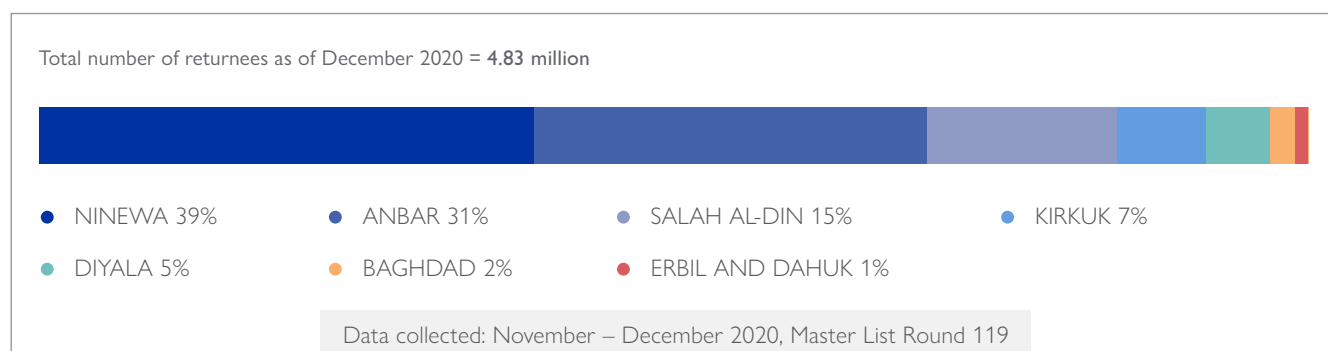 Total number of returnees as of December 2020 = 4.83 million
NINEWA 39%
ANBAR 31%
SALAH AL-DIN 15%
KIRKUK 7%
DIYALA 5%
BAGHDAD 2%
ERBIL AND DAHUK 1%
Data collected: November – December 2020, Master List Round 119